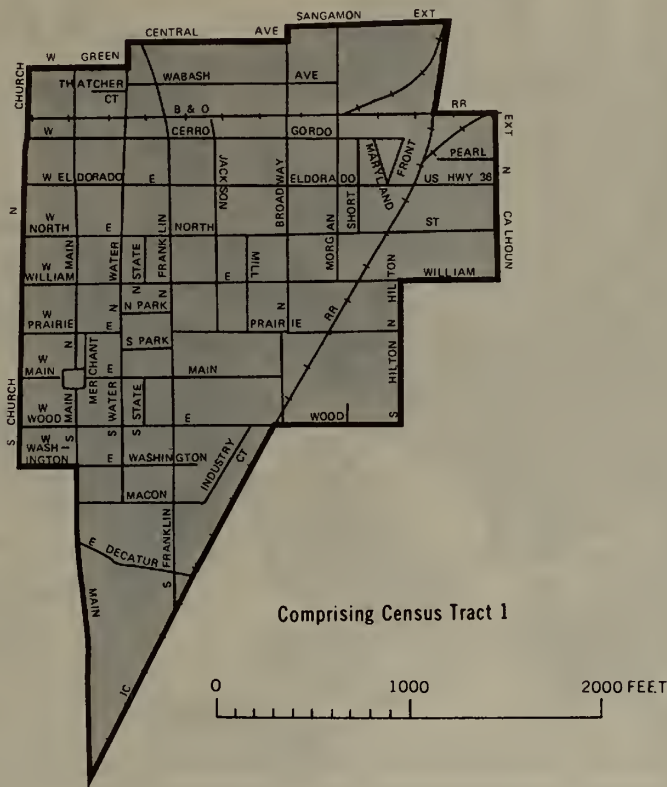 SANGAMON EXT
CENTRAL AVE
W GREEN
CHURCH
THATCHER CT
WABASH AVE
B & O RR
W CERRO GORDO
EXT
PEARL
FRONT
MARYLAND
JACKSON
BROADWAY
W ELDORADO E ELDORADO US HWY 36
SHORT
MORGAN
N CALHOUN
N
W NORTH E NORTH ST
MAIN
WATER
STATE
FRANKLIN
MILL
W WILLIAM E WILLIAM
N HILTON
N PARK
W PRAIRIE E PRAIRIE
RR
S PARK
W MAIN E MAIN
MERCHANT
S CHURCH
W WOOD E WOOD
S MAIN
S WATER
S STATE
S HILTON
W WASH-
INGTON E WASHINGTON
INDUSTRY CT
MACON
S FRANKLIN
E DECATUR
MAIN
IC
Comprising Census Tract 1
0 1000 2000 FEET